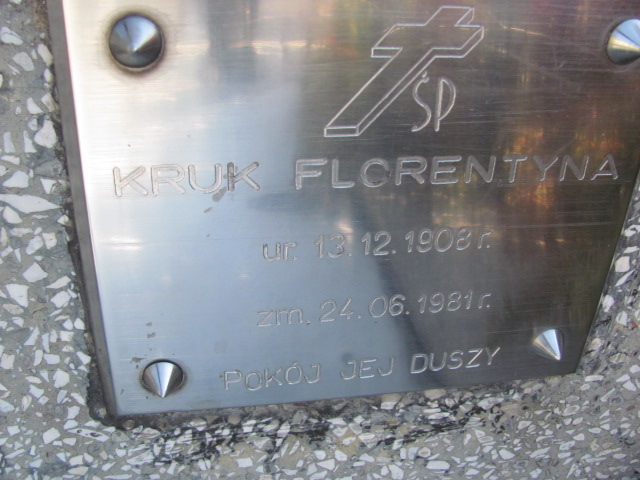 ŚP
KRUK FLORENTYNA
ur. 13.12.1908 r.
zm. 24.06.1981 r.
POKÓJ JEJ DUSZY